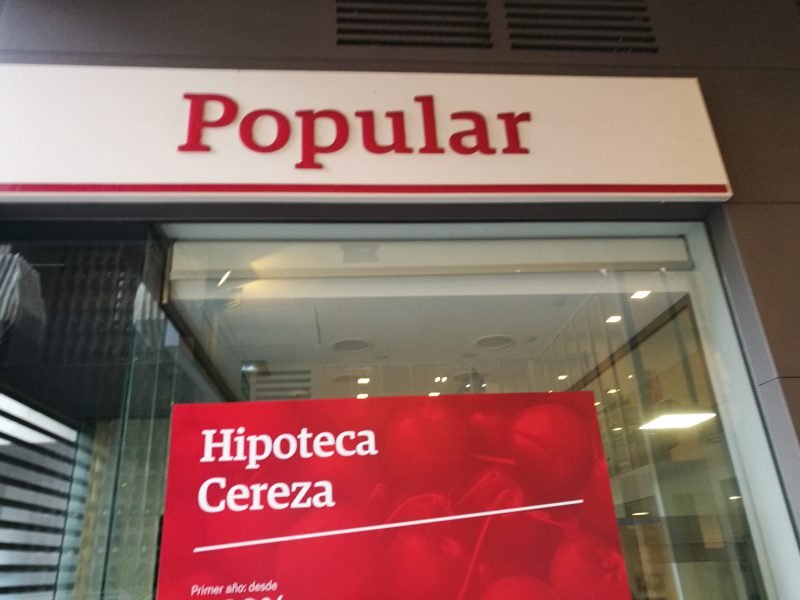 Popular
Hipoteca
Cereza
Primer año: desde